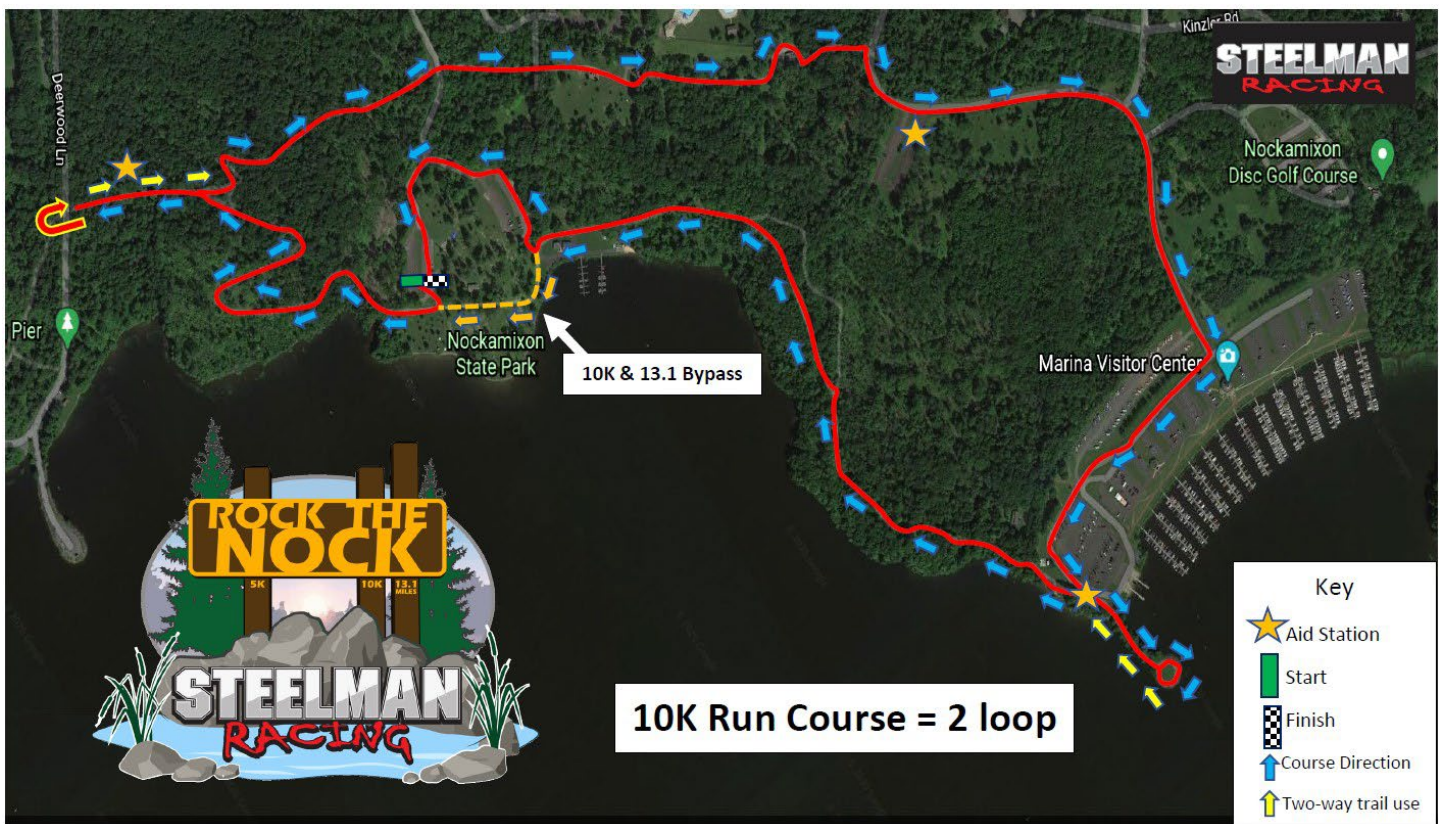 Kinzler Rd
STEELMAN
RACING
Deerwood Ln
Nockamixon
Disc Golf Course
Pier
Nockamixon
State Park
10K & 13.1 Bypass
Marina Visitor Center
ROCK THE
NOCK
5K
10K
13.1
MILES
STEELMAN
RACING
10K Run Course = 2 loop
Key
Aid Station
Start
Finish
Course Direction
Two-way trail use